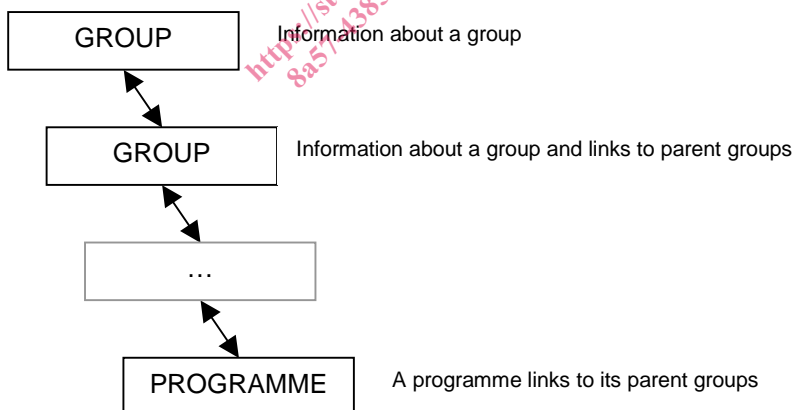 GROUP
Information about a group
GROUP
Information about a group and links to parent groups
…
PROGRAMME
A programme links to its parent groups